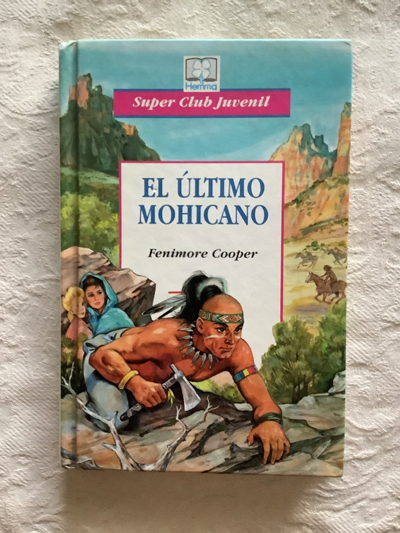 Hemma
Super Club Juvenil
EL ÚLTIMO
MOHICANO
Fenimore Cooper